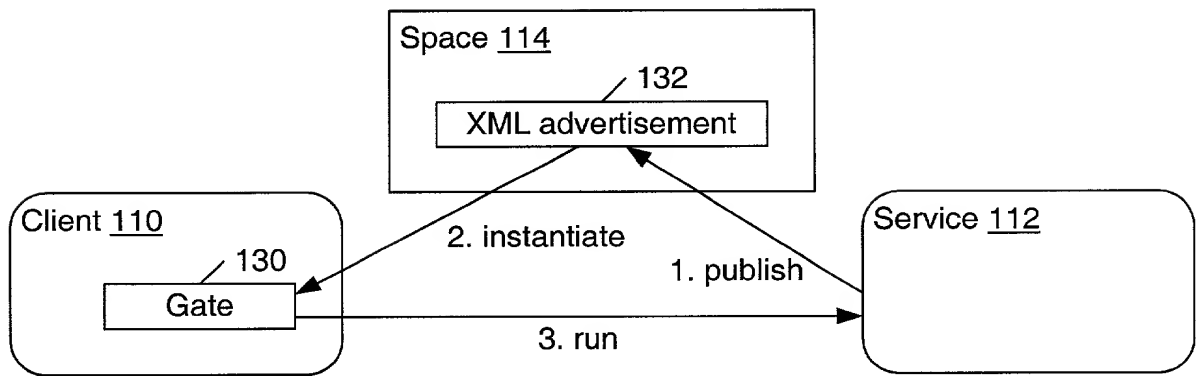 Space 114
132
XML advertisement
Client 110
Service 112
2. instantiate
130
1. publish
Gate
3. run